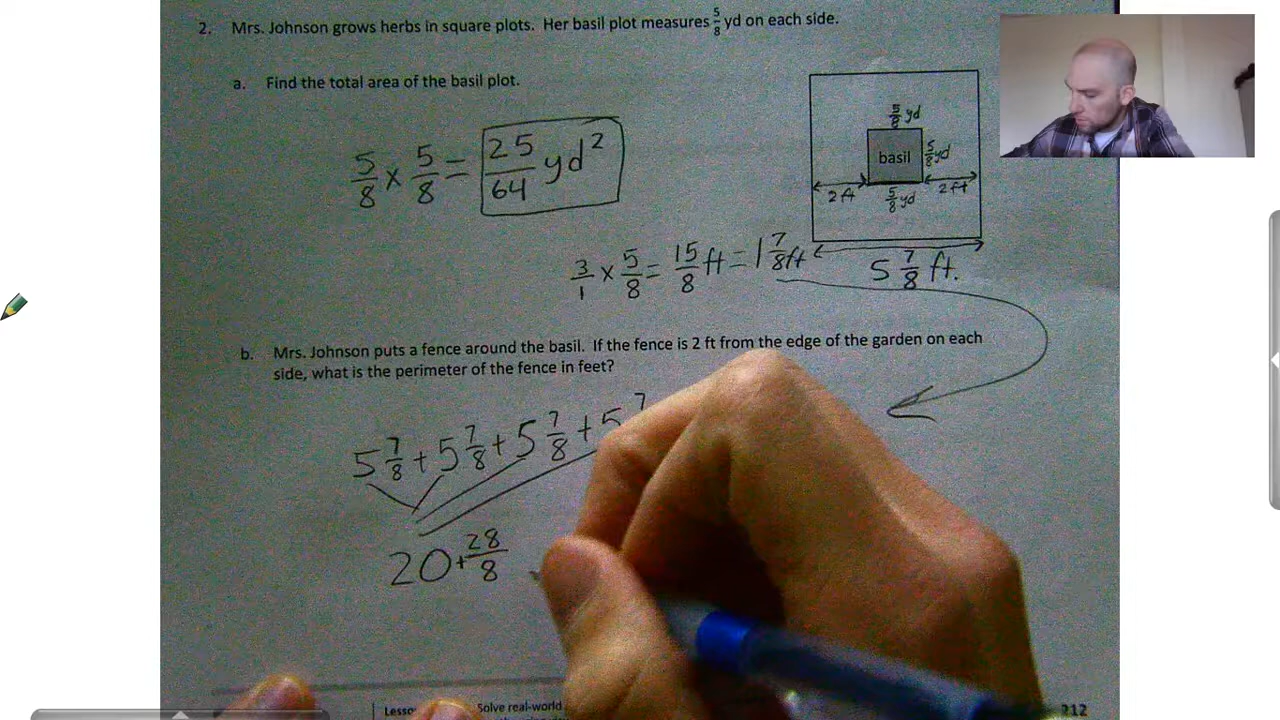 2. Mrs. Johnson grows herbs in square plots. Her basil plot measures 5/8 yd on each side.
a. Find the total area of the basil plot.
5/8 × 5/8 = 25/64 yd²
5/8 yd
basil
5/8 yd
2 ft
5/8 yd
2 ft
3/1 × 5/8 = 15/8 ft = 1 7/8 ft
5 7/8 ft.
b. Mrs. Johnson puts a fence around the basil. If the fence is 2 ft from the edge of the garden on each
side, what is the perimeter of the fence in feet?
5 7/8 + 5 7/8 + 5 7/8 + 5 7
20 + 28/8
Solve real-world
212